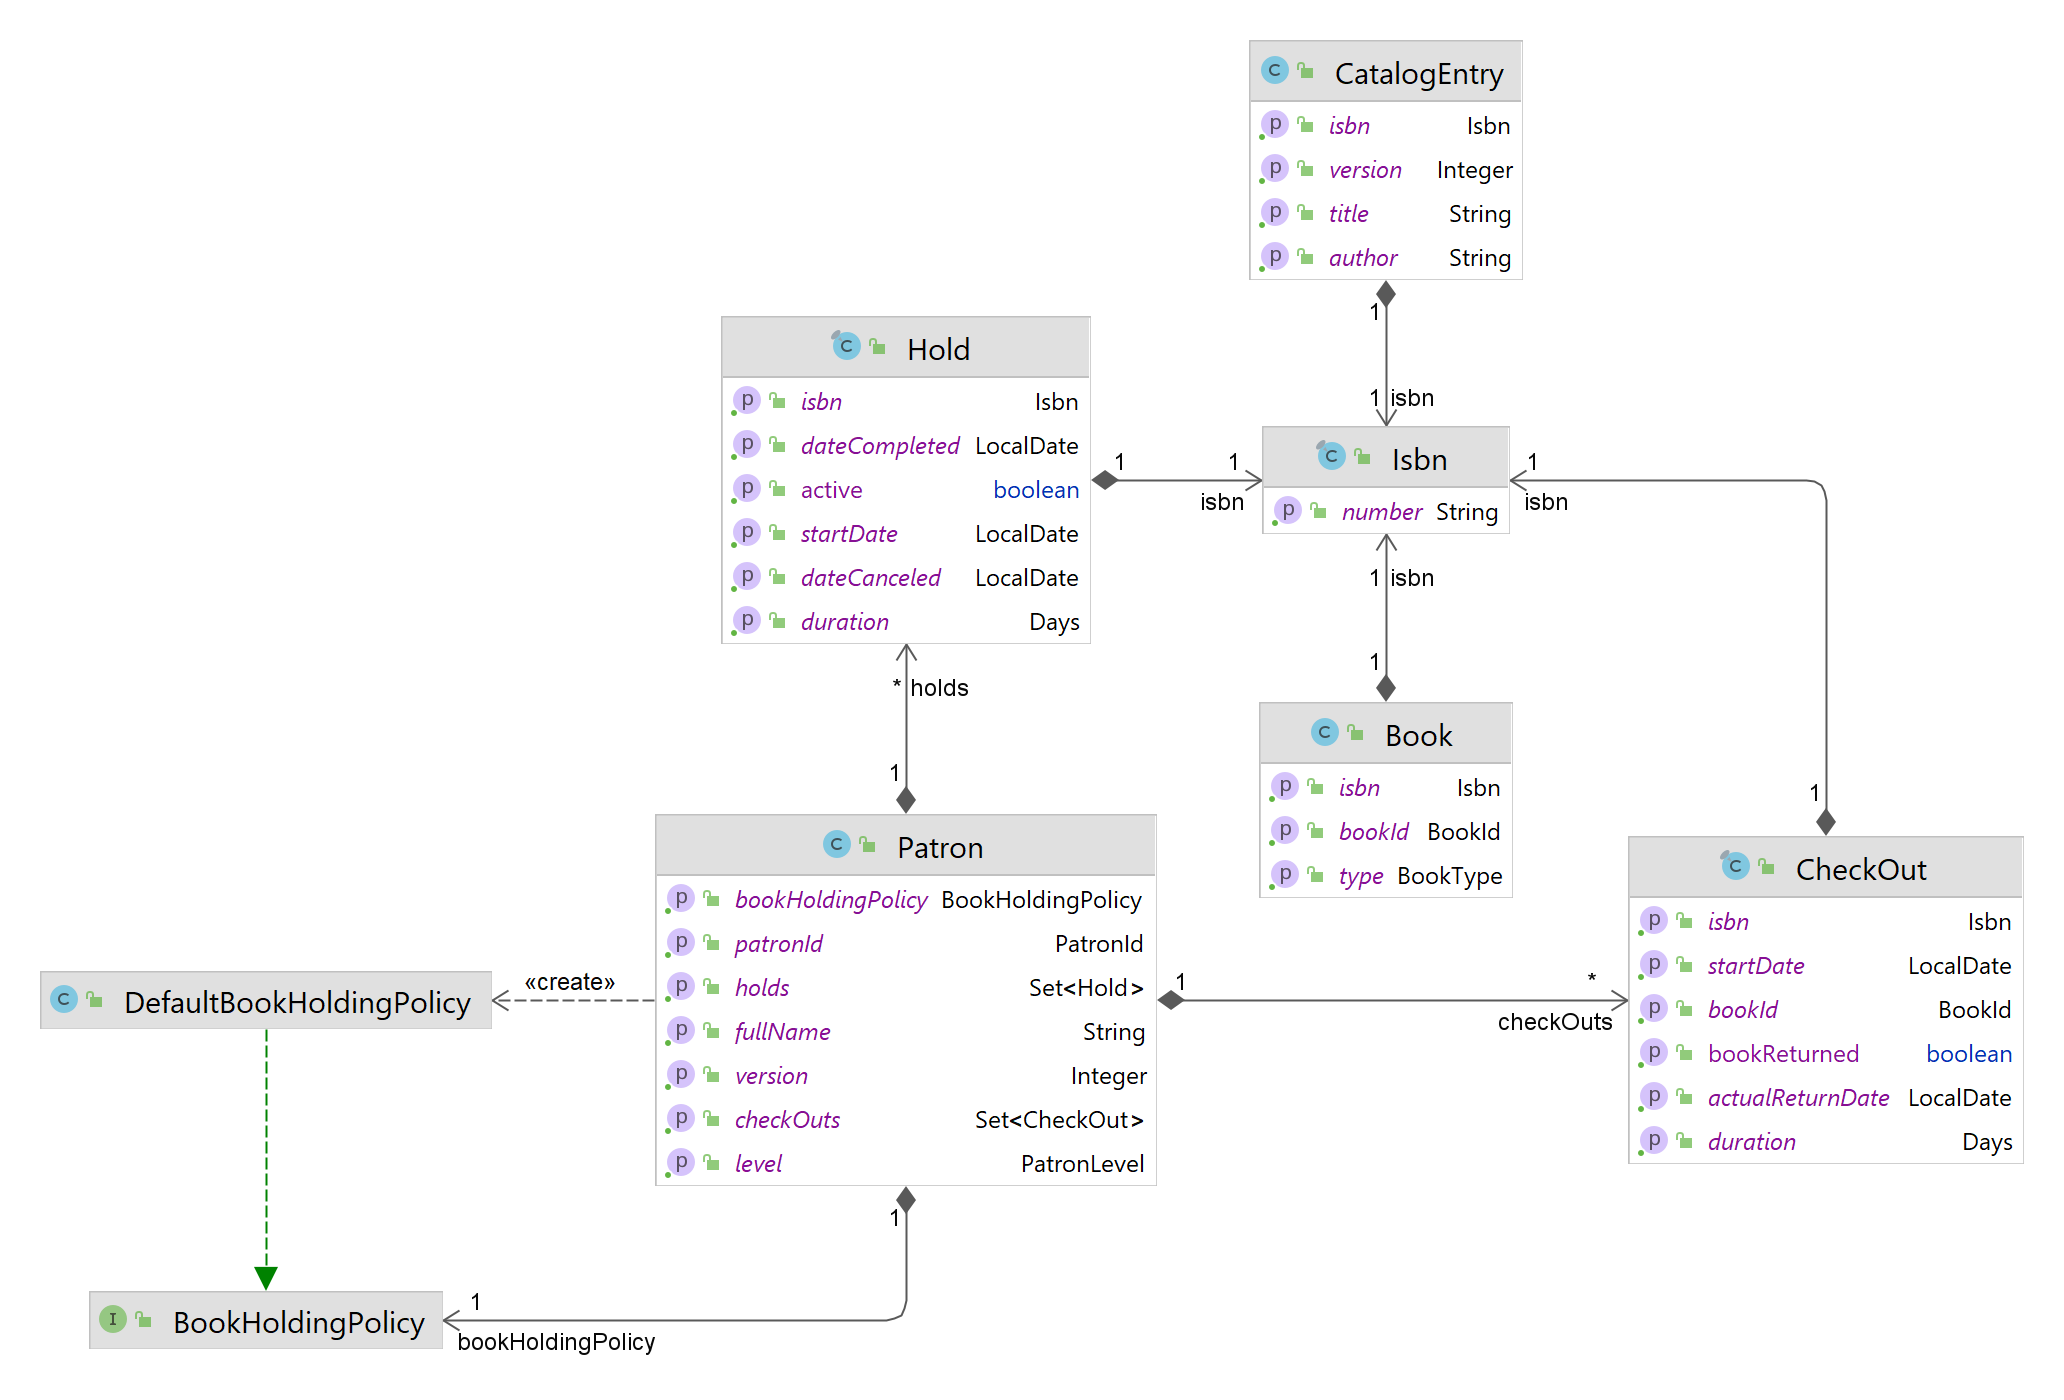 C CatalogEntry
p isbn Isbn
p version Integer
p title String
p author String
1
1 isbn
C Hold
p isbn Isbn
p dateCompleted LocalDate
p active boolean
p startDate LocalDate
p dateCanceled LocalDate
p duration Days
1 1
isbn
C Isbn
p number String
1
isbn
1 isbn
1
* holds
1
C Book
p isbn Isbn
p bookId BookId
p type BookType
1
C Patron
p bookHoldingPolicy BookHoldingPolicy
p patronId PatronId
p holds Set<Hold>
p fullName String
p version Integer
p checkOuts Set<CheckOut>
p level PatronLevel
C CheckOut
p isbn Isbn
p startDate LocalDate
p bookId BookId
p bookReturned boolean
p actualReturnDate LocalDate
p duration Days
1 *
checkOuts
«create»
C DefaultBookHoldingPolicy
1
1
bookHoldingPolicy
I BookHoldingPolicy